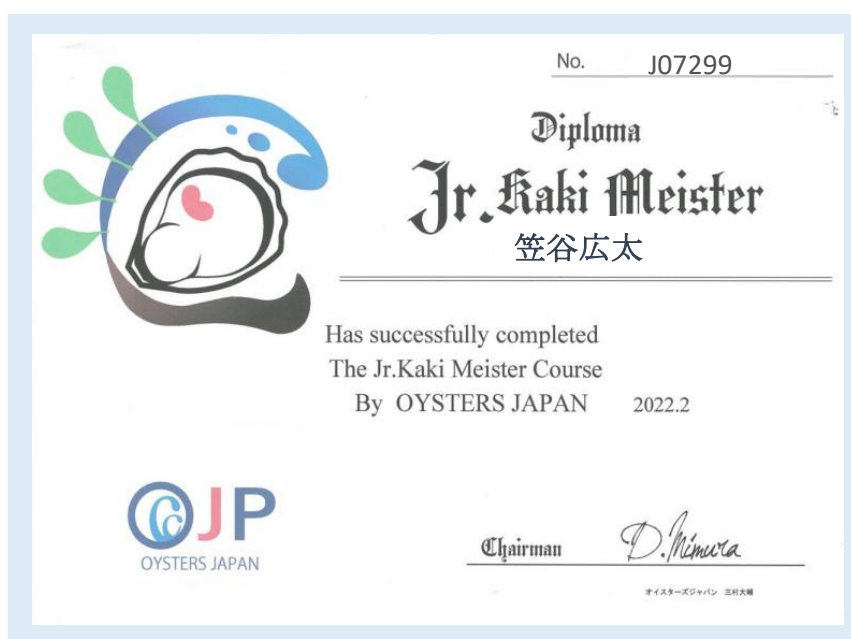 No. J07299
Diploma
Jr. Kaki Meister
笠谷広太
Has successfully completed
The Jr.Kaki Meister Course
By OYSTERS JAPAN 2022.2
OJP
OYSTERS JAPAN
Chairman D. Mimura
オイスターズジャパン 三村大輔